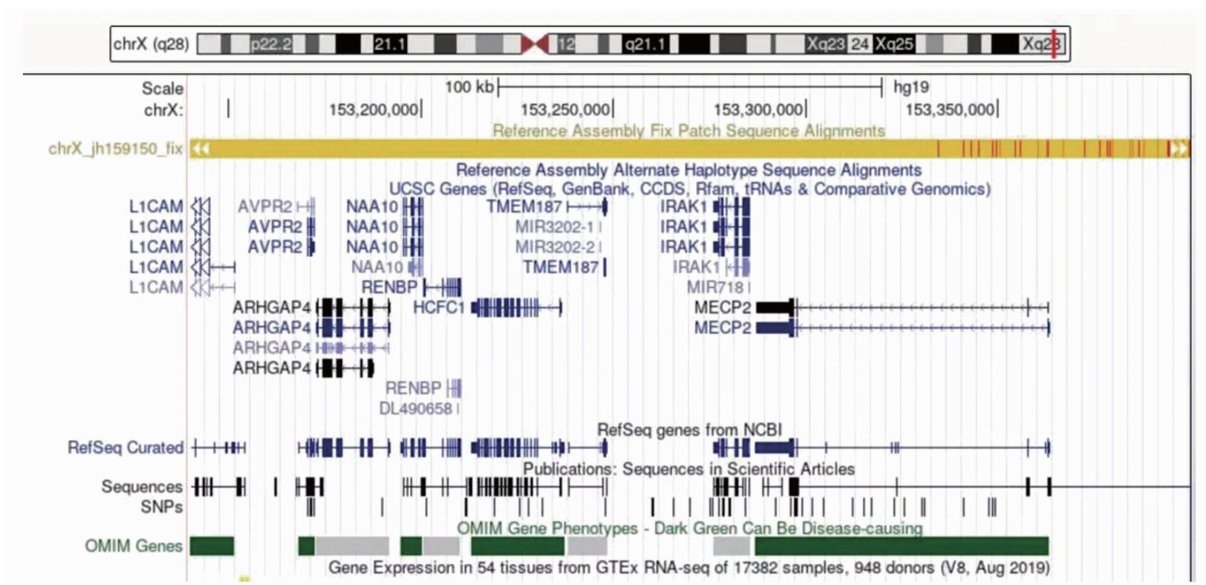 chrX (q28) p22.2 21.1 12 q21.1 Xq23 24 Xq25 Xq28
Scale 100 kb hg19
chrX: 153,200,000 153,250,000 153,300,000 153,350,000
Reference Assembly Fix Patch Sequence Alignments
chrX_jh159150_fix
Reference Assembly Alternate Haplotype Sequence Alignments
UCSC Genes (RefSeq, GenBank, CCDS, Rfam, tRNAs & Comparative Genomics)
L1CAM AVPR2 NAA10 TMEM187 IRAK1
L1CAM AVPR2 NAA10 MIR3202-1 IRAK1
L1CAM AVPR2 NAA10 MIR3202-2 IRAK1
L1CAM NAA10 TMEM187 IRAK1
L1CAM RENBP MIR718
ARHGAP4 HCFC1 MECP2
ARHGAP4 MECP2
ARHGAP4
ARHGAP4
RENBP
DL490658
RefSeq genes from NCBI
RefSeq Curated
Publications: Sequences in Scientific Articles
Sequences
SNPs
OMIM Gene Phenotypes - Dark Green Can Be Disease-causing
OMIM Genes
Gene Expression in 54 tissues from GTEx RNA-seq of 17382 samples, 948 donors (V8, Aug 2019)